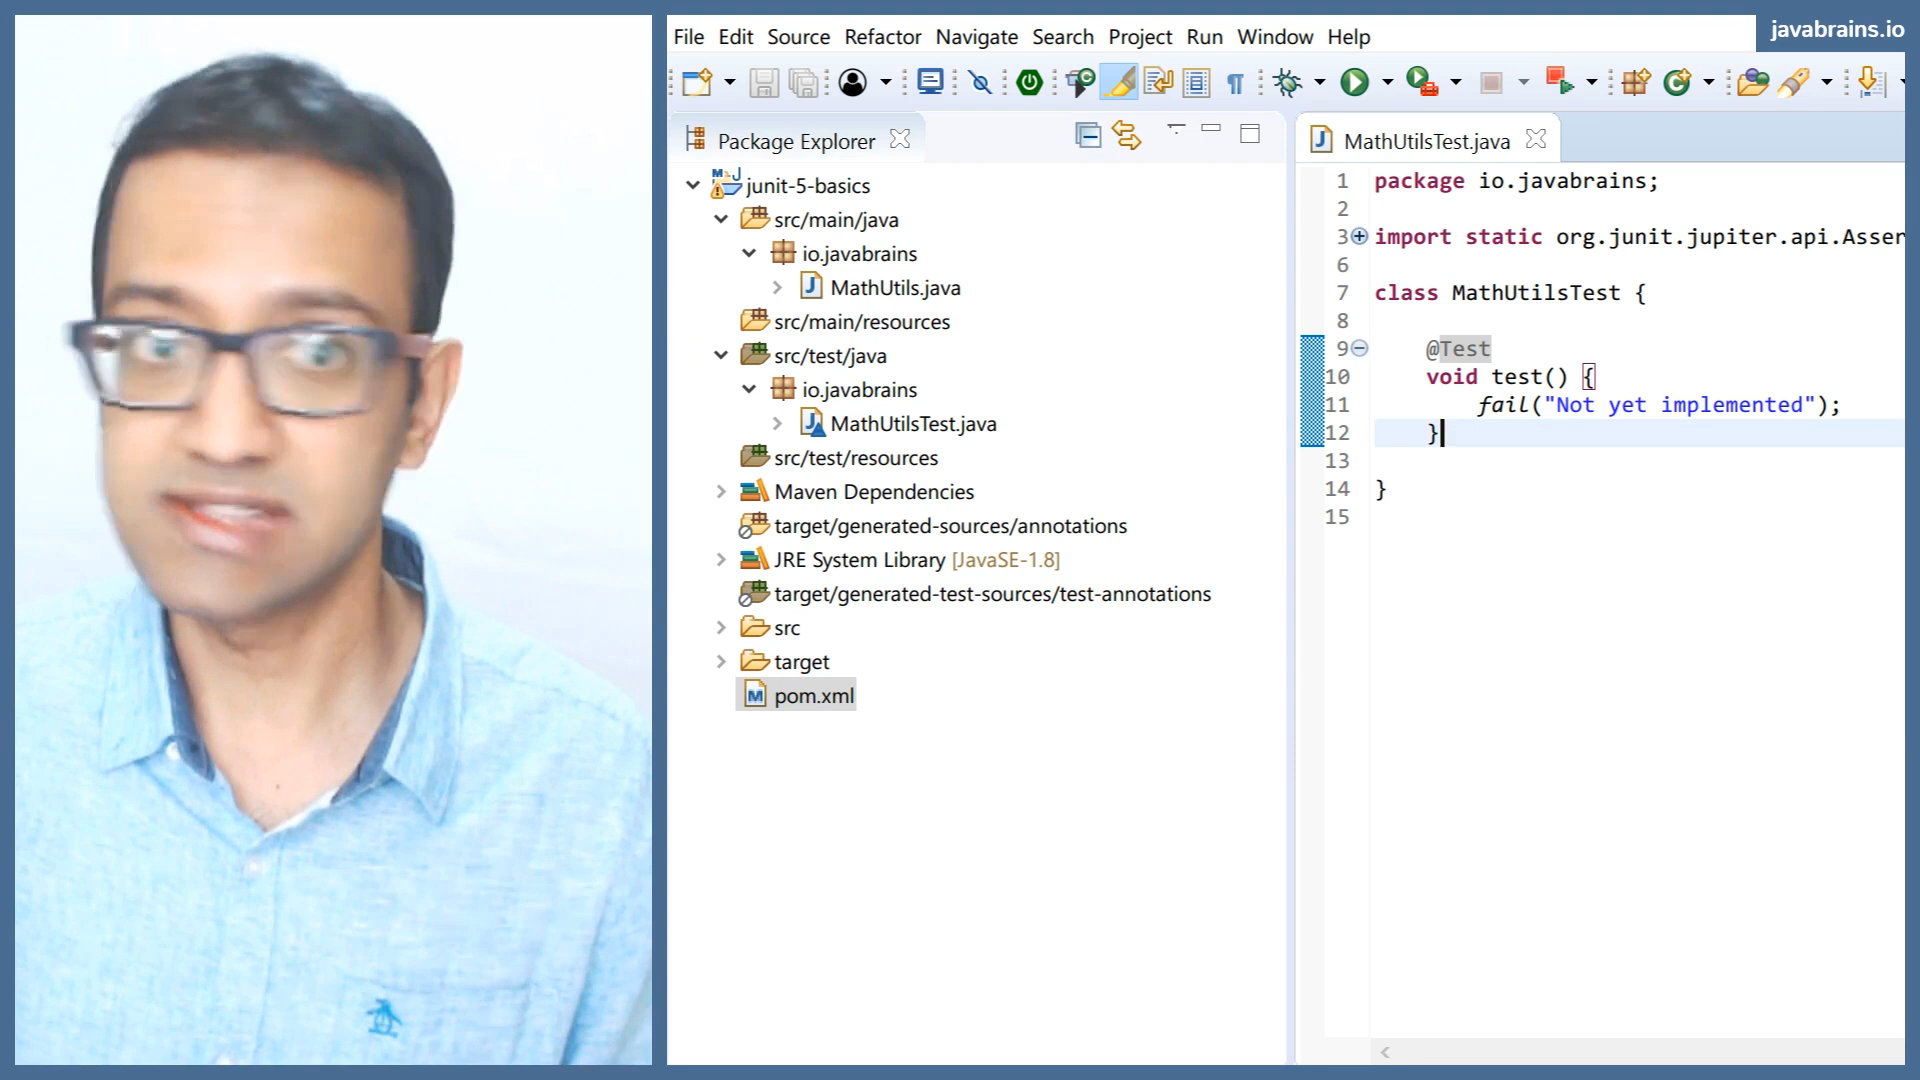 javabrains.io
File Edit Source Refactor Navigate Search Project Run Window Help
Package Explorer
junit-5-basics
src/main/java
io.javabrains
MathUtils.java
src/main/resources
src/test/java
io.javabrains
MathUtilsTest.java
src/test/resources
Maven Dependencies
target/generated-sources/annotations
JRE System Library [JavaSE-1.8]
target/generated-test-sources/test-annotations
src
target
pom.xml
MathUtilsTest.java
1 package io.javabrains;
2
3 import static org.junit.jupiter.api.Asser
6
7 class MathUtilsTest {
8
9 @Test
10 void test() {
11 fail("Not yet implemented");
12 }
13
14 }
15